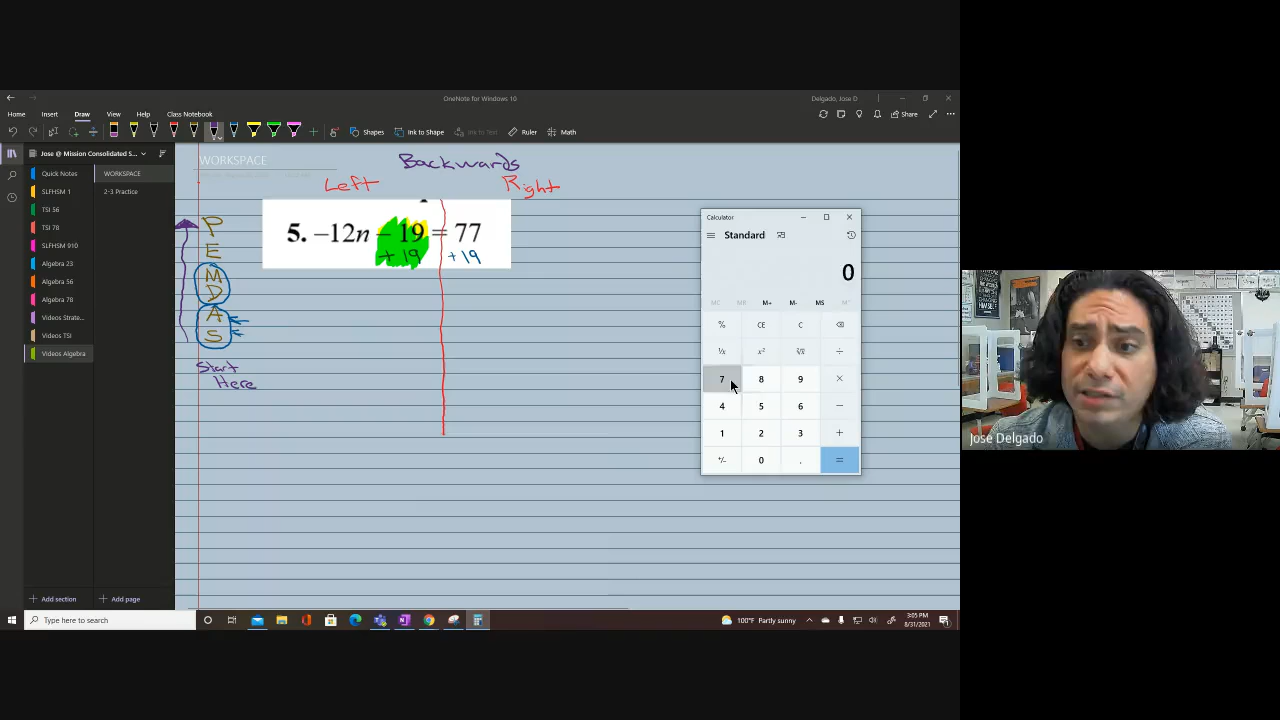 OneNote for Windows 10
Delgado, Jose D
Home Insert Draw View Help Class Notebook
Share
Shapes Ink to Shape Ink to Text Ruler Math
Jose @ Mission Consolidated S...
Quick Notes
SLFHSM 1
TSI 56
TSI 78
SLFHSM 910
Algebra 23
Algebra 56
Algebra 78
Videos Strate...
Videos TSI
Videos Algebra
Add section
WORKSPACE
2-3 Practice
Add page
WORKSPACE
Backwards
Left Right
5. −12n − 19 = 77
+ 19 + 19
P
E
M
D
A
S
Start
Here
Calculator
Standard
0
MC MR M+ M- MS M˅
% CE C
¹/x x² ²√x ÷
7 8 9 ×
4 5 6 −
1 2 3 +
+/− 0 . =
Jose Delgado
Type here to search
100°F Partly sunny
3:05 PM
8/31/2021